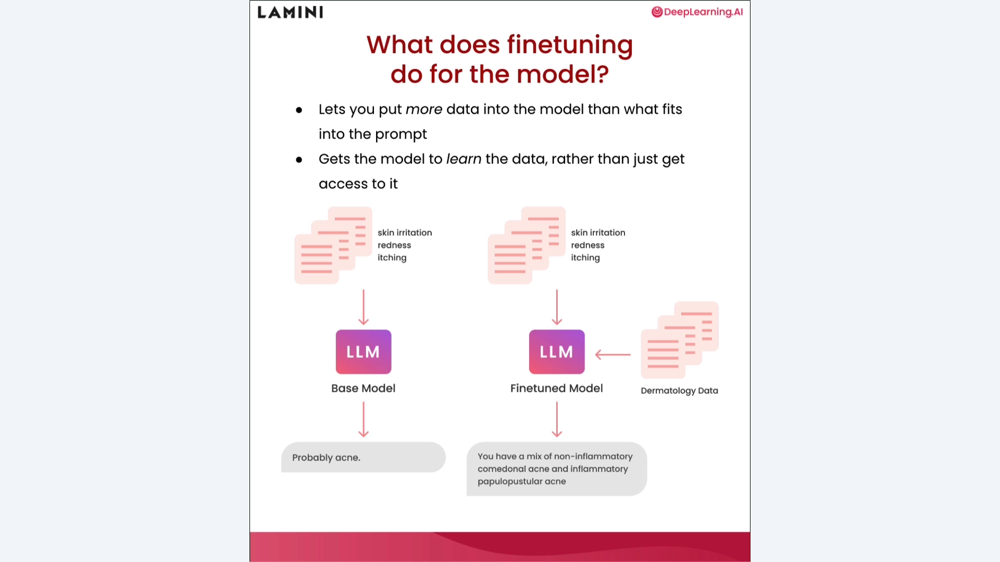 LAMINI
DeepLearning.AI
What does finetuning
do for the model?
● Lets you put more data into the model than what fits
into the prompt
● Gets the model to learn the data, rather than just get
access to it
skin irritation
redness
itching
skin irritation
redness
itching
LLM
LLM
Base Model
Finetuned Model
Dermatology Data
Probably acne.
You have a mix of non-inflammatory
comedonal acne and inflammatory
papulopustular acne